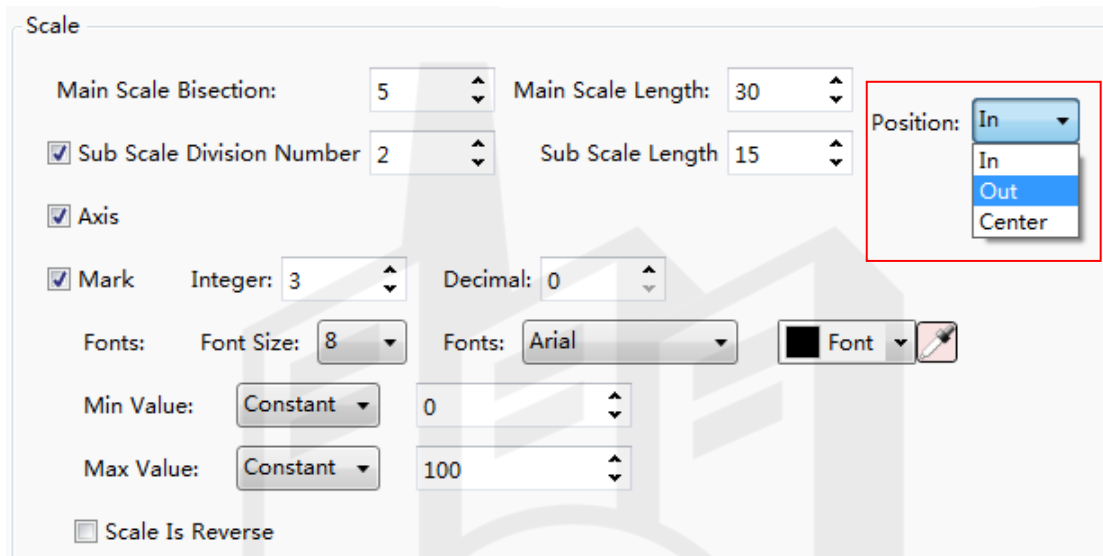 Scale
Main Scale Bisection: 5 Main Scale Length: 30
Position: In
Sub Scale Division Number 2 Sub Scale Length 15
In
Out
Center
Axis
Mark Integer: 3 Decimal: 0
Fonts: Font Size: 8 Fonts: Arial Font
Min Value: Constant 0
Max Value: Constant 100
Scale Is Reverse